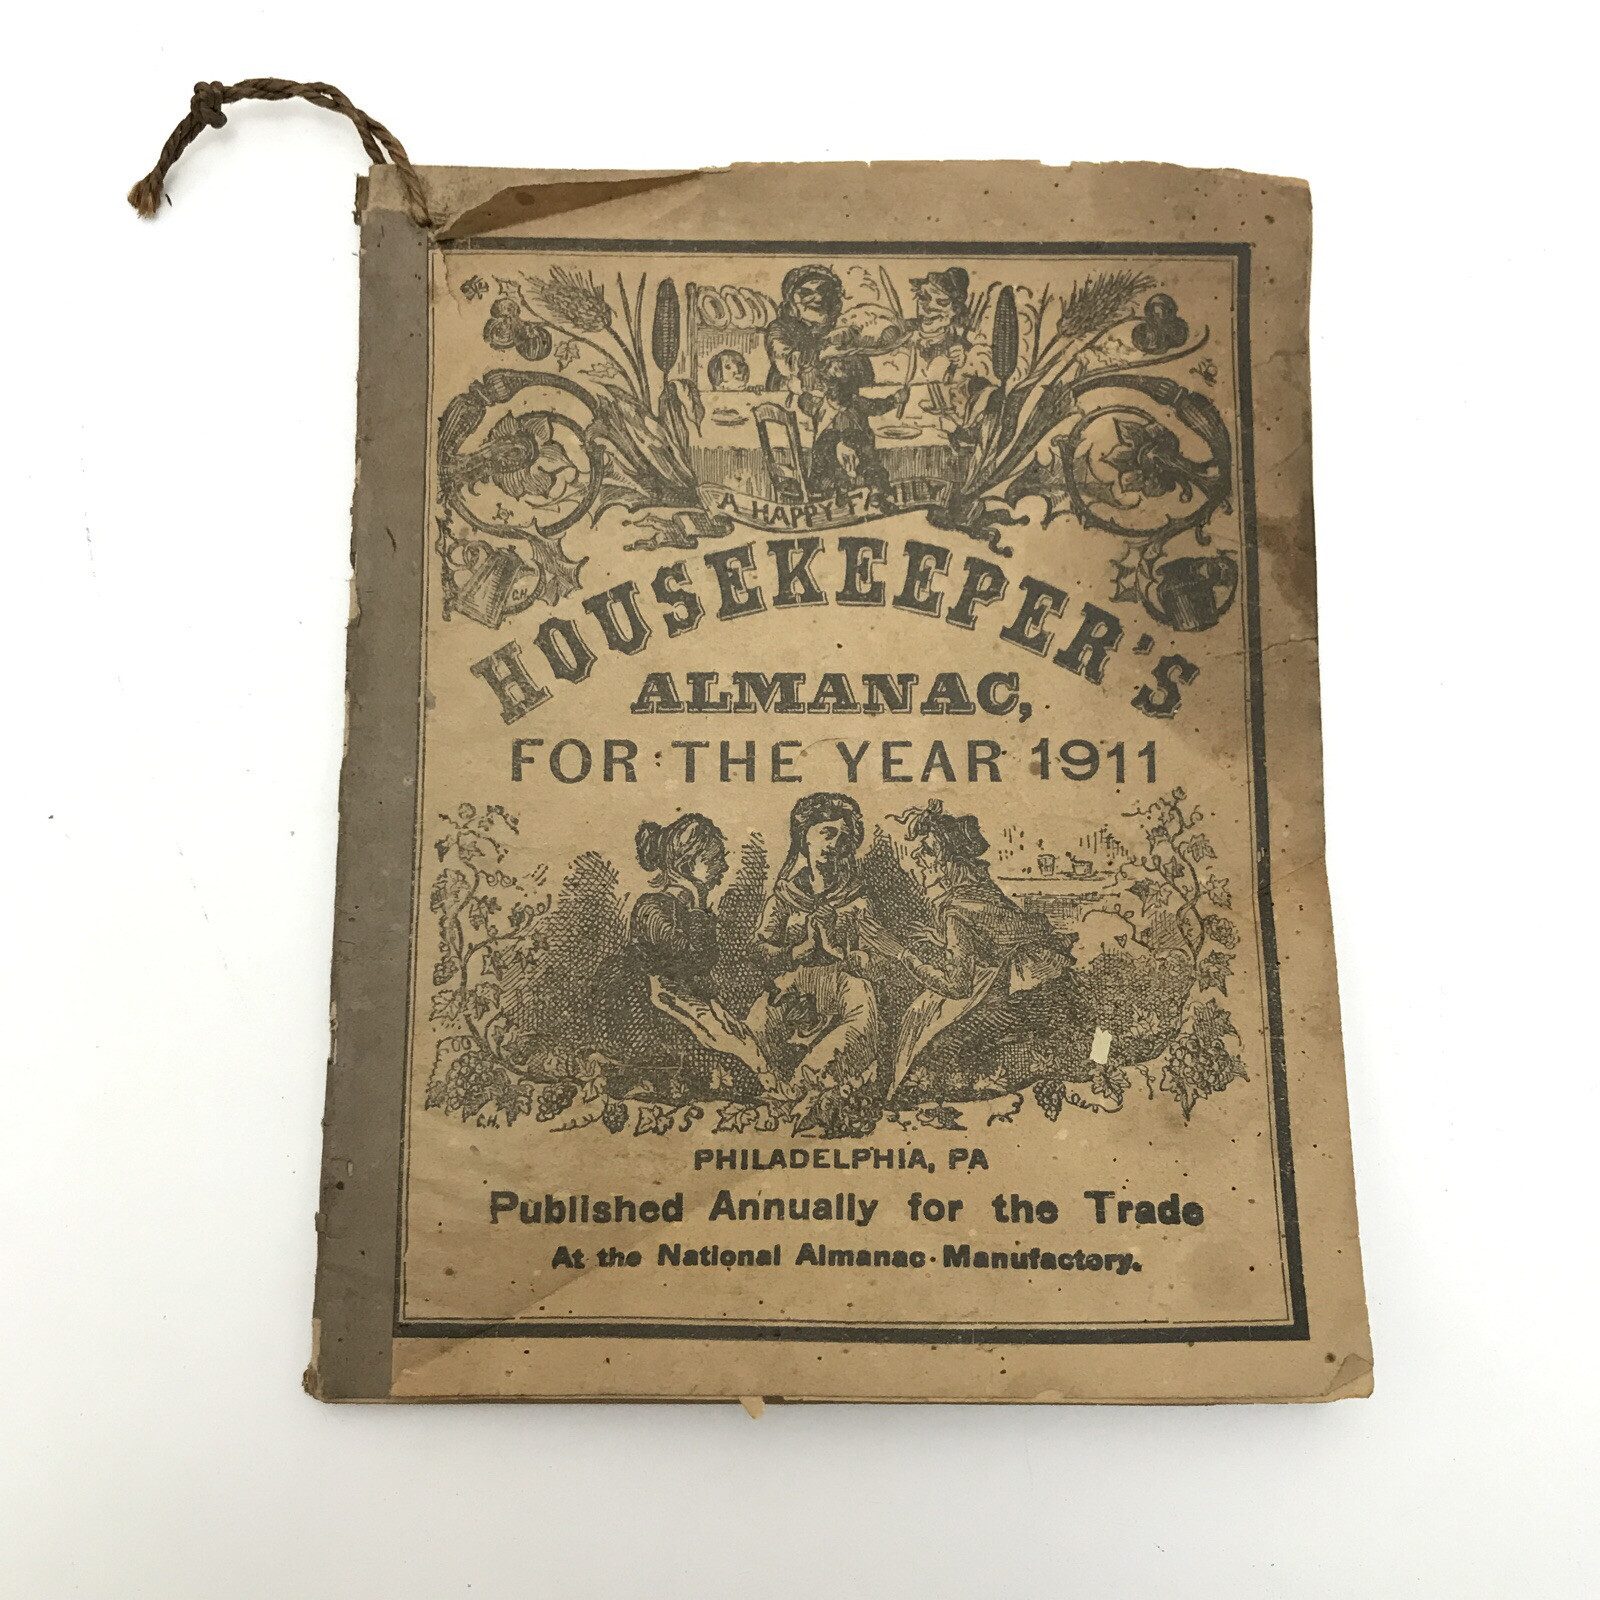 A HAPPY FAMILY
C.H.
HOUSEKEEPER'S
ALMANAC,
FOR THE YEAR 1911
C.H.
PHILADELPHIA, PA
Published Annually for the Trade
At the National Almanac Manufactory.